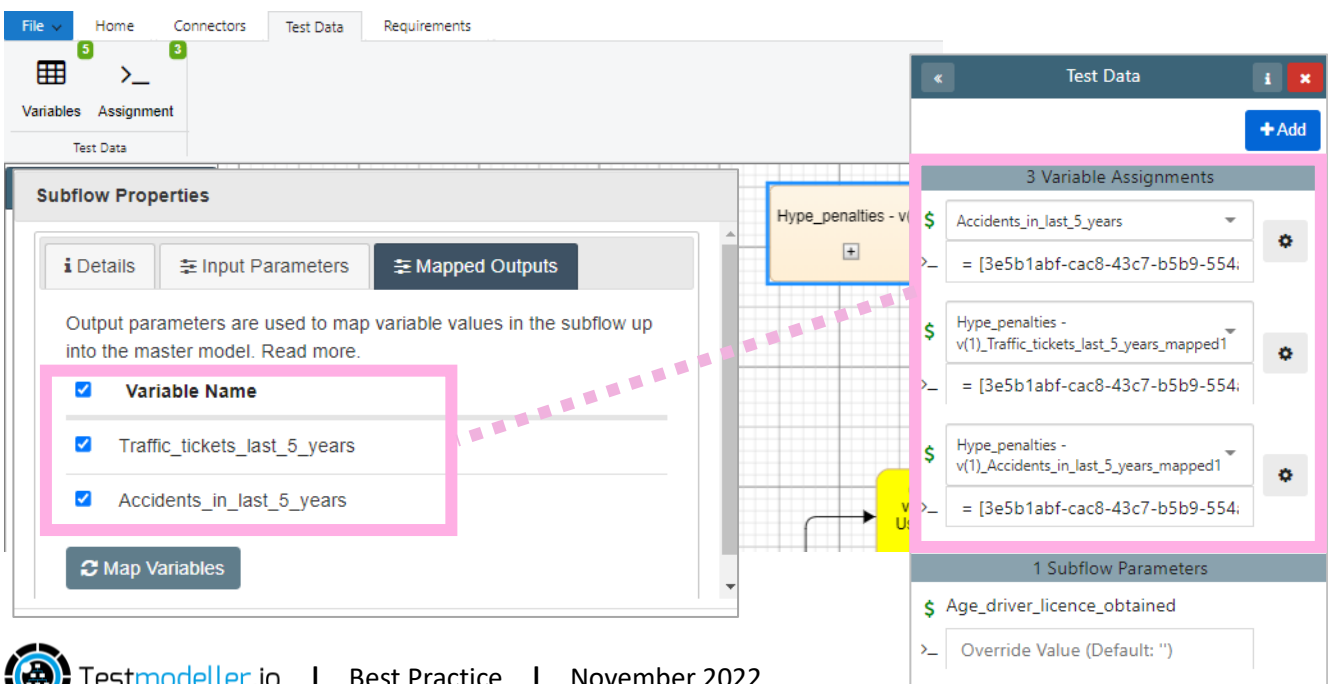 File
Home
Connectors
Test Data
Requirements
5
3
Variables
Assignment
Test Data
Subflow Properties
Details
Input Parameters
Mapped Outputs
Output parameters are used to map variable values in the subflow up
into the master model. Read more.
Variable Name
Traffic_tickets_last_5_years
Accidents_in_last_5_years
Map Variables
Hype_penalties -
Test Data
+Add
3 Variable Assignments
$ Accidents_in_last_5_years
>_ = [3e5b1abf-cac8-43c7-b5b9-554
$ Hype_penalties -
v(1)_Traffic_tickets_last_5_years_mapped1
>_ = [3e5b1abf-cac8-43c7-b5b9-554
$ Hype_penalties -
v(1)_Accidents_in_last_5_years_mapped1
>_ = [3e5b1abf-cac8-43c7-b5b9-554
1 Subflow Parameters
$ Age_driver_licence_obtained
>_ Override Value (Default: '')
Testmodeller.io | Best Practice | November 2022